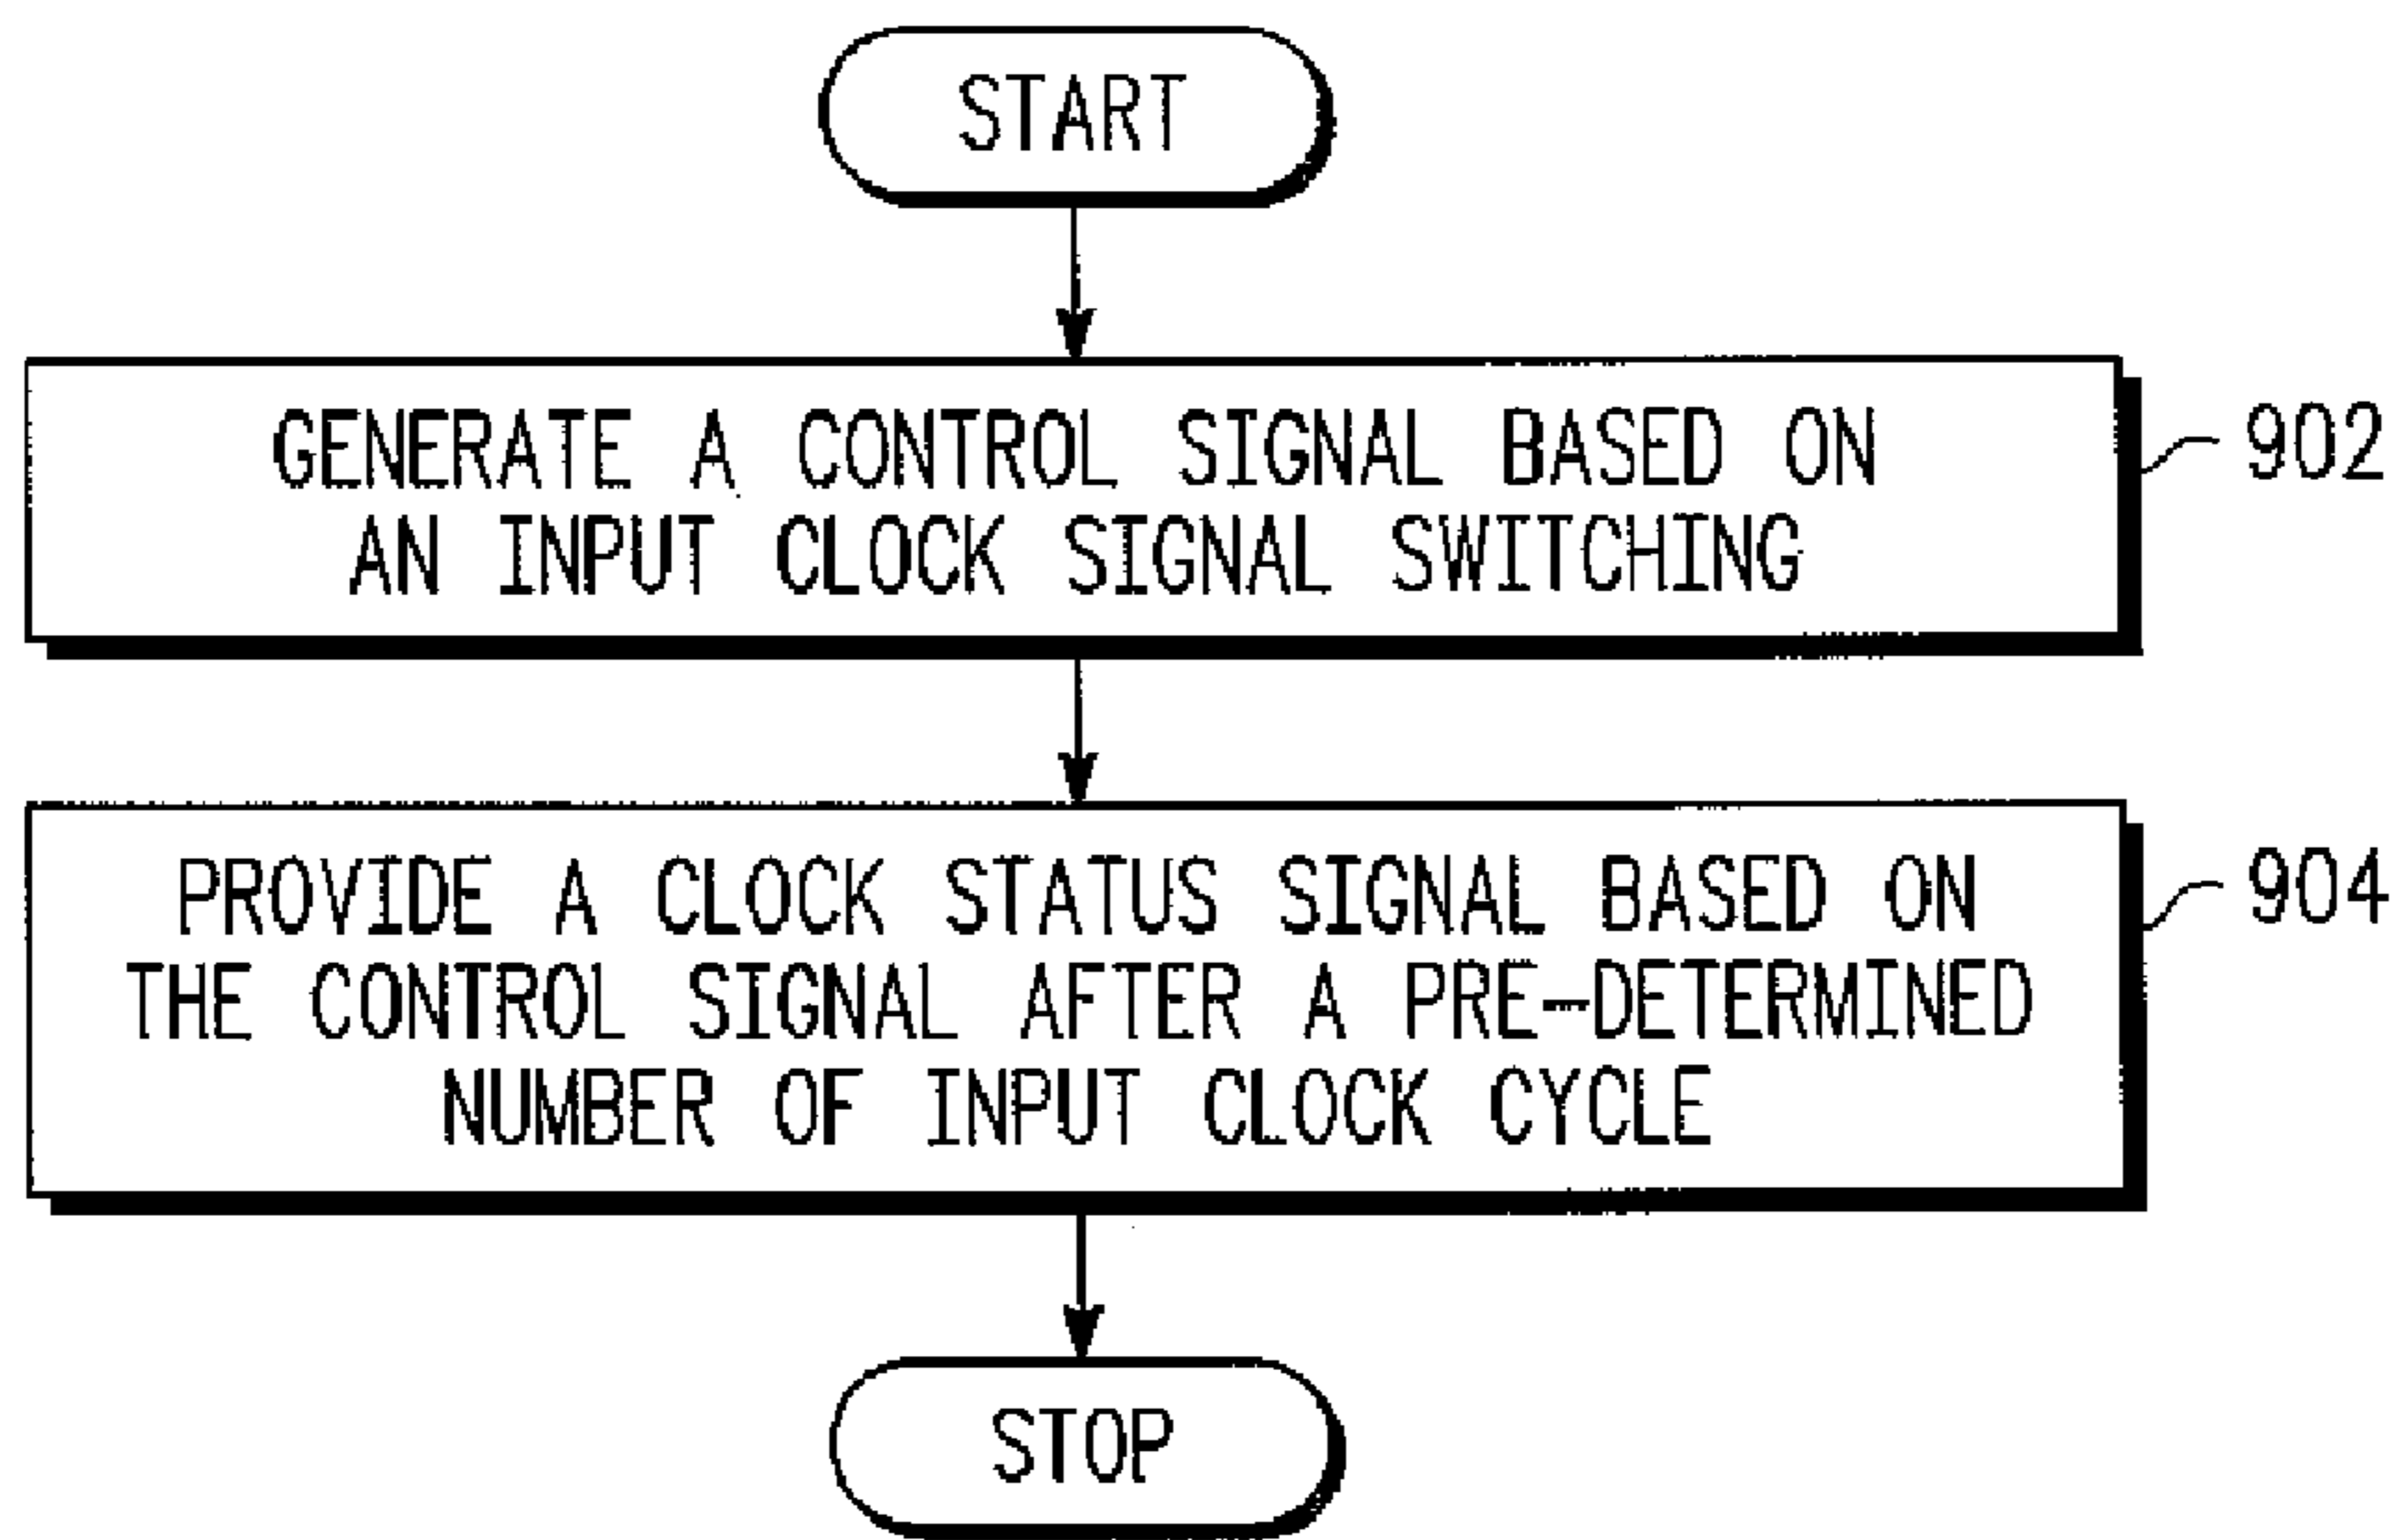 START
GENERATE A CONTROL SIGNAL BASED ON
AN INPUT CLOCK SIGNAL SWITCHING
902
PROVIDE A CLOCK STATUS SIGNAL BASED ON
THE CONTROL SIGNAL AFTER A PRE-DETERMINED
NUMBER OF INPUT CLOCK CYCLE
904
STOP